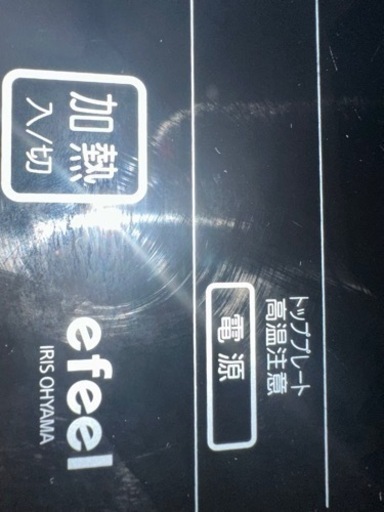 トッププレート
高温注意
電源
加熱
入/切
efeel
IRIS OHYAMA